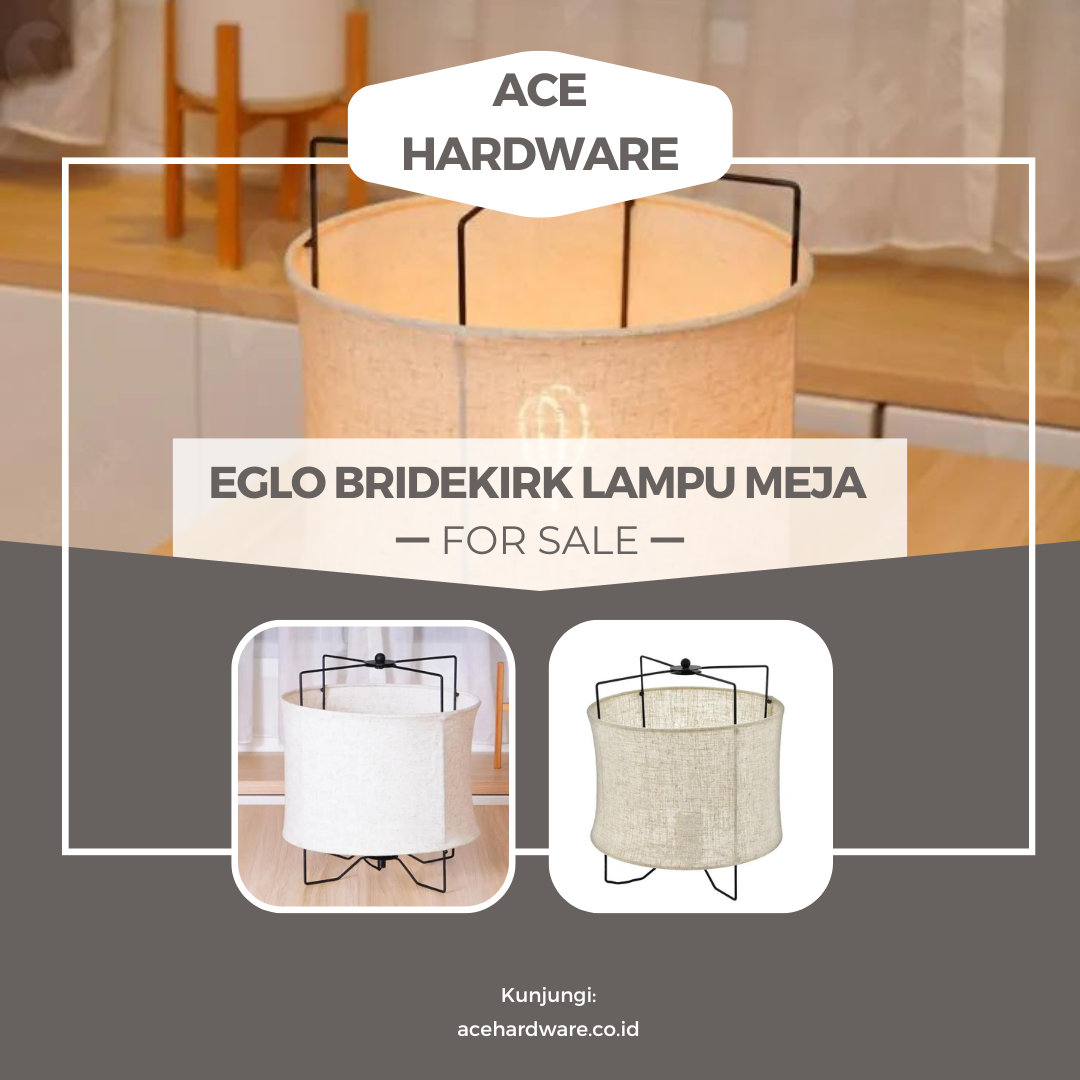 ACE
HARDWARE
EGLO BRIDEKIRK LAMPU MEJA
— FOR SALE —
Kunjungi:
acehardware.co.id